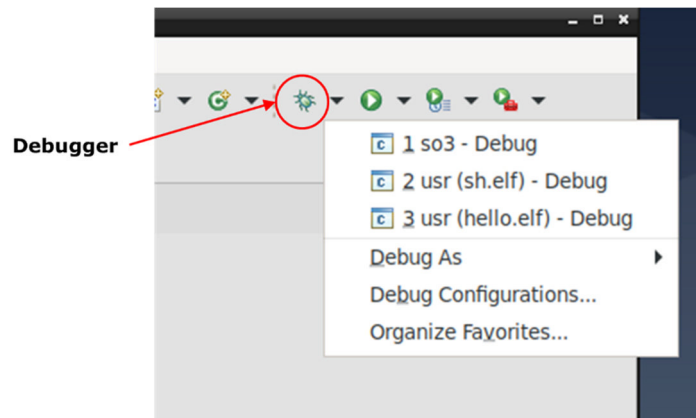 Debugger
1 so3 - Debug
2 usr (sh.elf) - Debug
3 usr (hello.elf) - Debug
Debug As
Debug Configurations...
Organize Favorites...